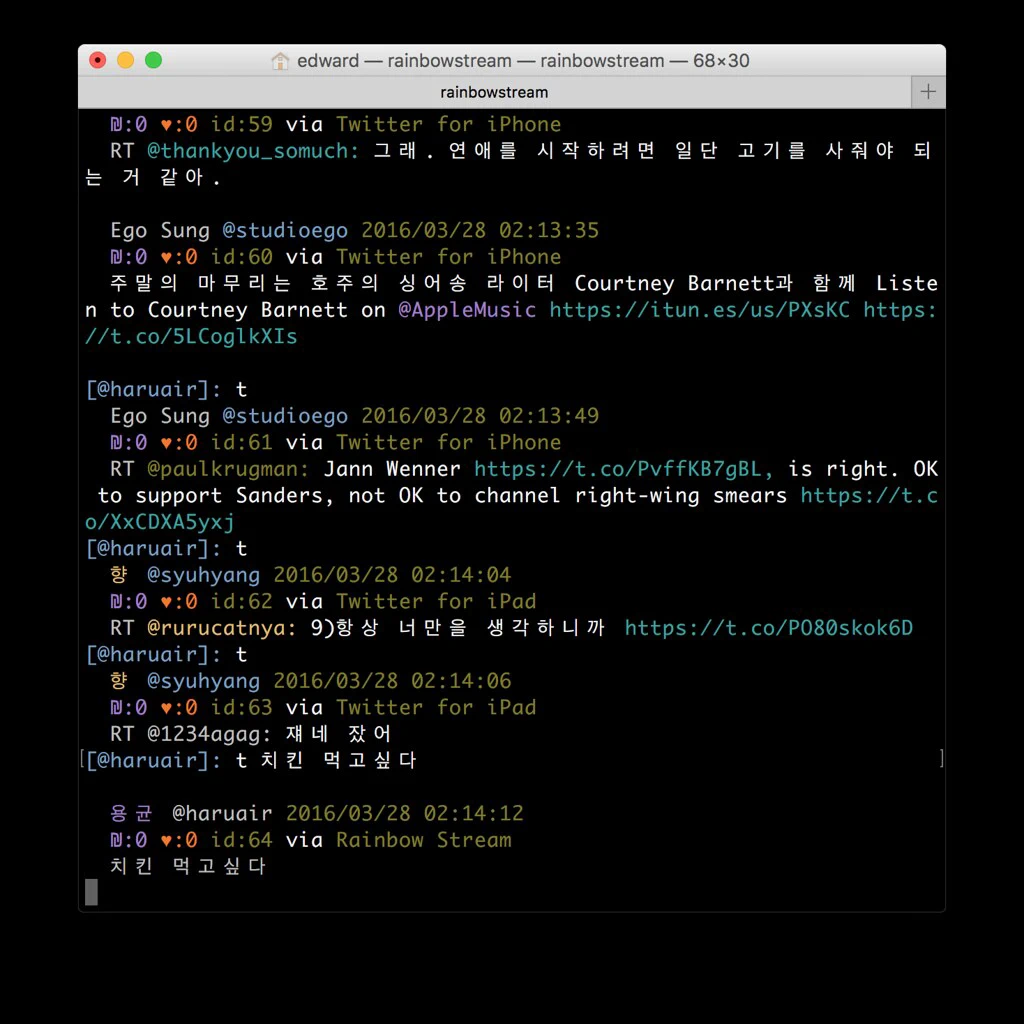 edward — rainbowstream — rainbowstream — 68×30
rainbowstream
₪:0 ♥:0 id:59 via Twitter for iPhone
RT @thankyou_somuch: 그래. 연애를 시작하려면 일단 고기를 사줘야 되
는 거 같아.
Ego Sung @studioego 2016/03/28 02:13:35
₪:0 ♥:0 id:60 via Twitter for iPhone
주말의 마무리는 호주의 싱어송 라이터 Courtney Barnett과 함께 Liste
n to Courtney Barnett on @AppleMusic https://itun.es/us/PXsKC https:
//t.co/5LCoglkXIs
[@haruair]: t
Ego Sung @studioego 2016/03/28 02:13:49
₪:0 ♥:0 id:61 via Twitter for iPhone
RT @paulkrugman: Jann Wenner https://t.co/PvffKB7gBL, is right. OK
to support Sanders, not OK to channel right-wing smears https://t.c
o/XxCDXA5yxj
[@haruair]: t
향 @syuhyang 2016/03/28 02:14:04
₪:0 ♥:0 id:62 via Twitter for iPad
RT @rurucatnya: 9)항상 너만을 생각하니까 https://t.co/PO80skok6D
[@haruair]: t
향 @syuhyang 2016/03/28 02:14:06
₪:0 ♥:0 id:63 via Twitter for iPad
RT @1234agag: 쟤네 잤어
[[@haruair]: t 치킨 먹고싶다 ]
용균 @haruair 2016/03/28 02:14:12
₪:0 ♥:0 id:64 via Rainbow Stream
치킨 먹고싶다